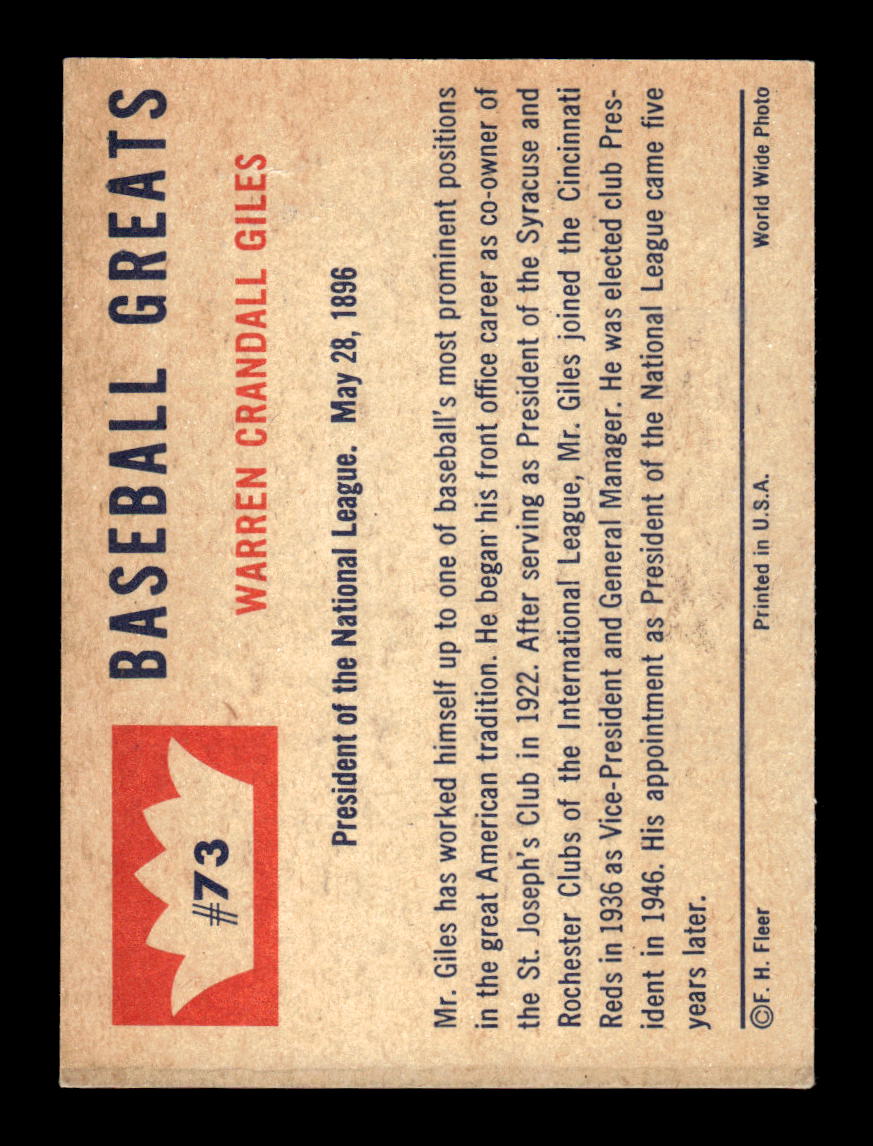 BASEBALL GREATS
#73
WARREN CRANDALL GILES
President of the National League. May 28, 1896
Mr. Giles has worked himself up to one of baseball's most prominent positions
in the great American tradition. He began his front office career as co-owner of
the St. Joseph's Club in 1922. After serving as President of the Syracuse and
Rochester Clubs of the International League, Mr. Giles joined the Cincinnati
Reds in 1936 as Vice-President and General Manager. He was elected club Pres-
ident in 1946. His appointment as President of the National League came five
years later.
©F. H. Fleer Printed in U.S.A. World Wide Photo